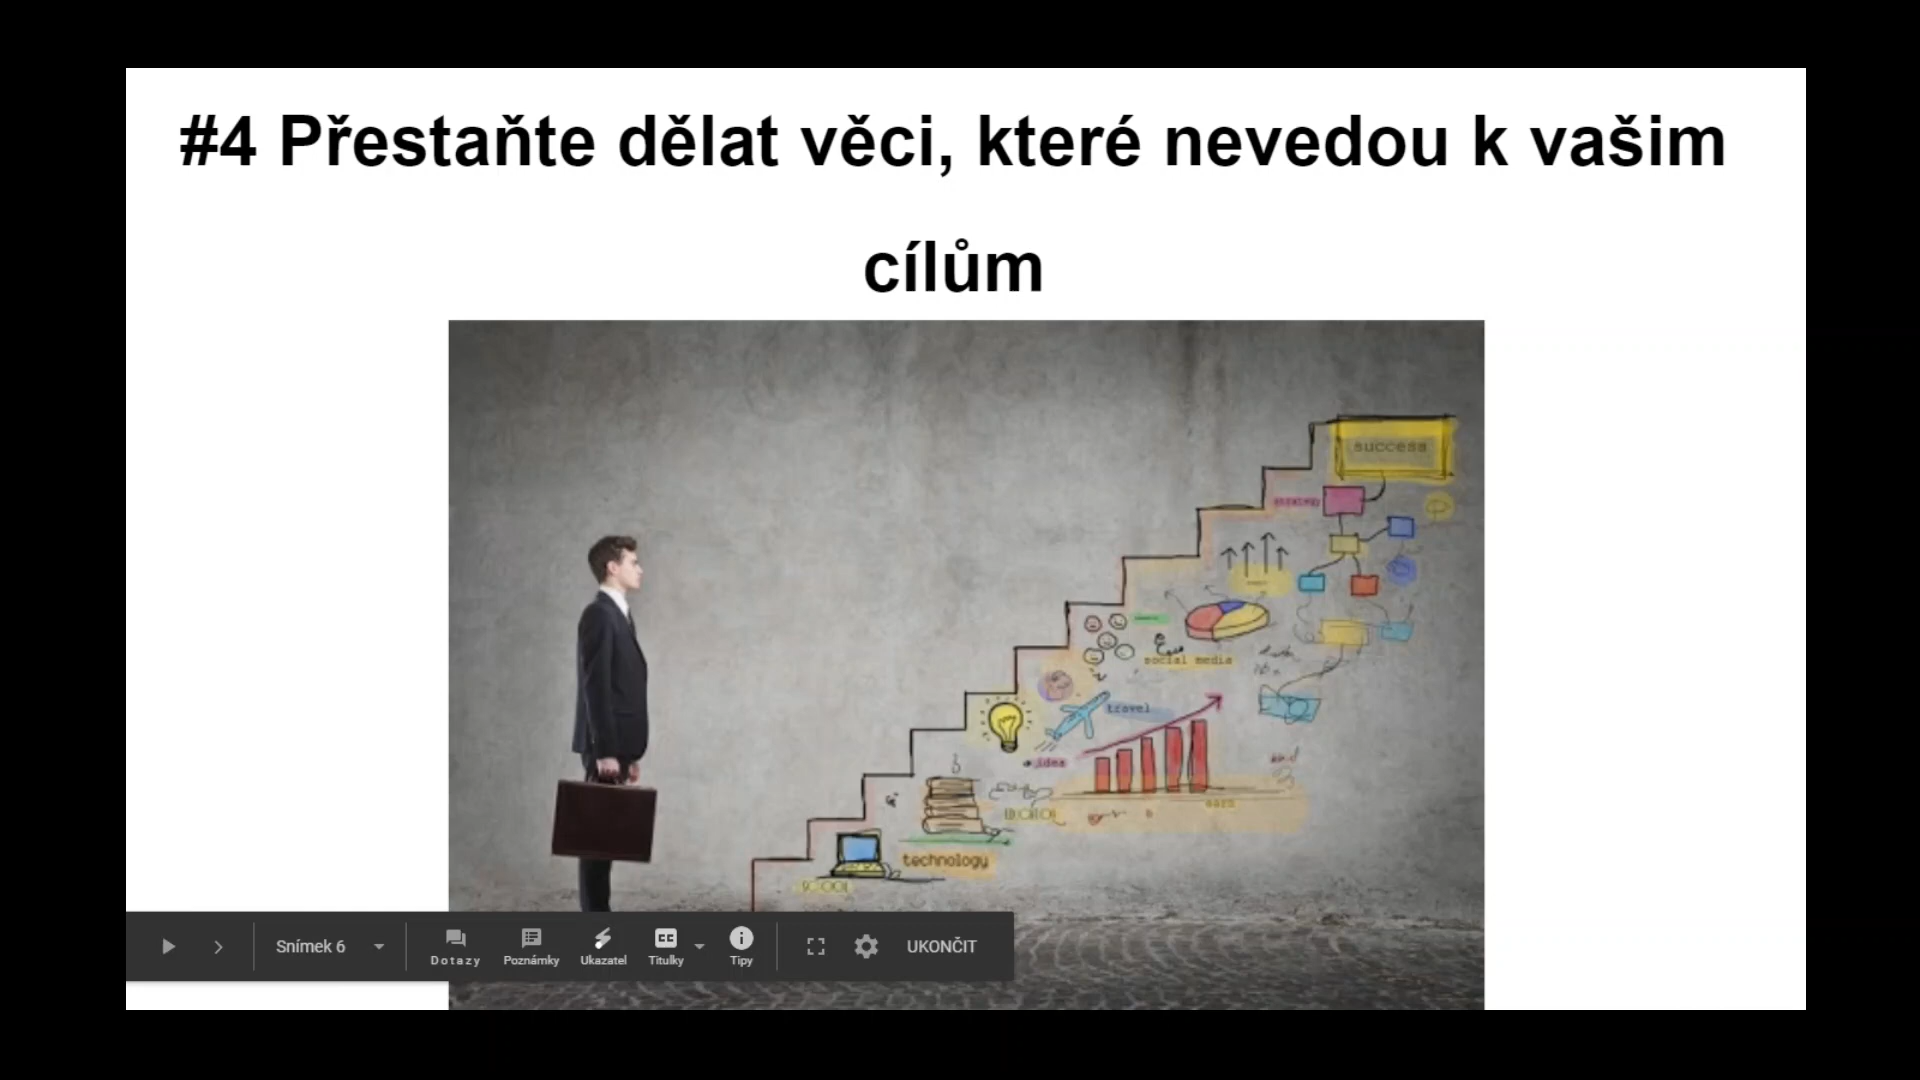 #4 Přestaňte dělat věci, které nevedou k vašim
cílům
success
social media
travel
idea
technology
Snímek 6
Dotazy
Poznámky
Ukazatel
Titulky
Tipy
UKONČIT